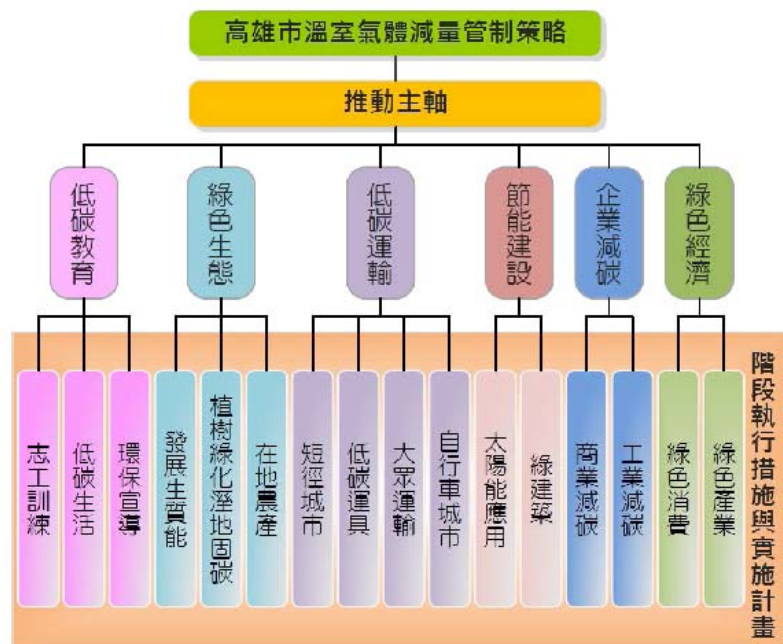 高雄市溫室氣體減量管制策略
推動主軸
低碳教育
綠色生態
低碳運輸
節能建設
企業減碳
綠色經濟
志工訓練
低碳生活
環保宣導
發展生質能
植樹綠化溼地固碳
在地農產
短徑城市
低碳運具
大眾運輸
自行車城市
太陽能應用
綠建築
商業減碳
工業減碳
綠色消費
綠色產業
階段執行措施與實施計畫